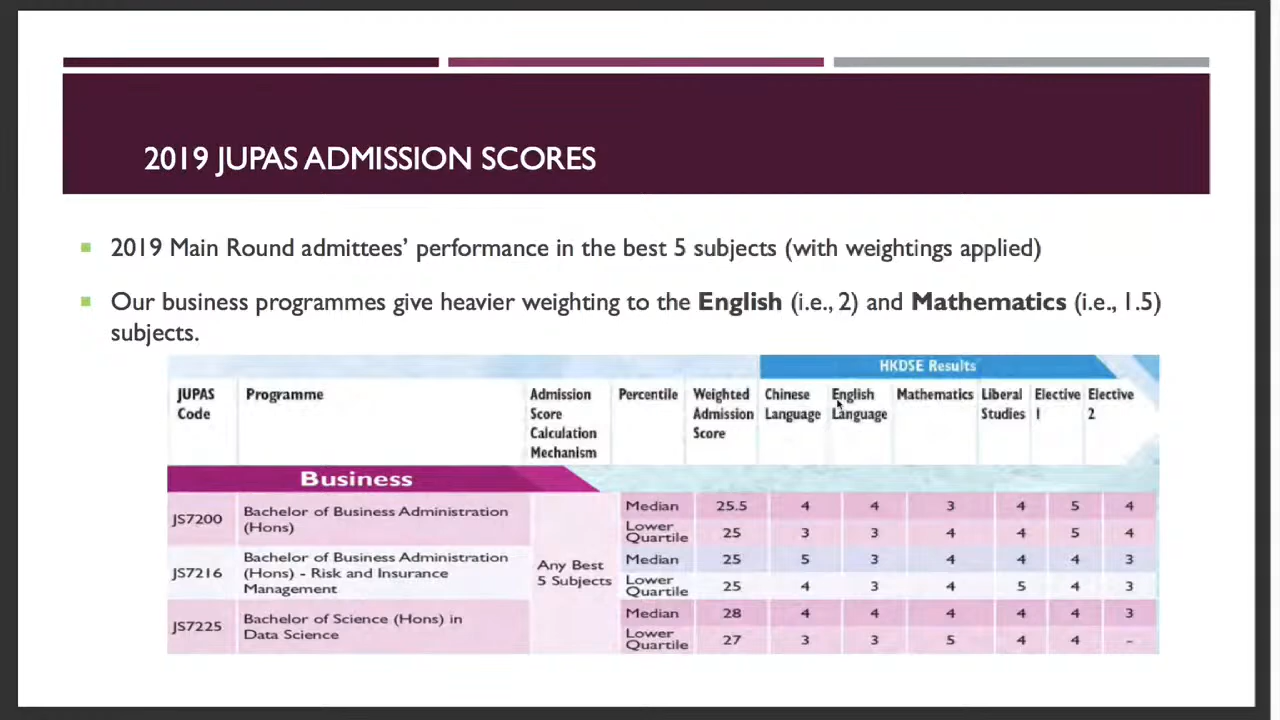 2019 JUPAS ADMISSION SCORES
2019 Main Round admittees’ performance in the best 5 subjects (with weightings applied)
Our business programmes give heavier weighting to the English (i.e., 2) and Mathematics (i.e., 1.5)
subjects.
HKDSE Results
JUPAS Code Programme Admission Score Calculation Mechanism Percentile Weighted Admission Score Chinese Language English Language Mathematics Liberal Studies Elective 1 Elective 2
Business
JS7200 Bachelor of Business Administration (Hons) Any Best 5 Subjects Median 25.5 4 4 3 4 5 4
Lower Quartile 25 3 3 4 4 5 4
JS7216 Bachelor of Business Administration (Hons) - Risk and Insurance Management Median 25 5 3 4 4 4 3
Lower Quartile 25 4 3 4 5 4 3
JS7225 Bachelor of Science (Hons) in Data Science Median 28 4 4 4 4 4 3
Lower Quartile 27 3 3 5 4 4 -